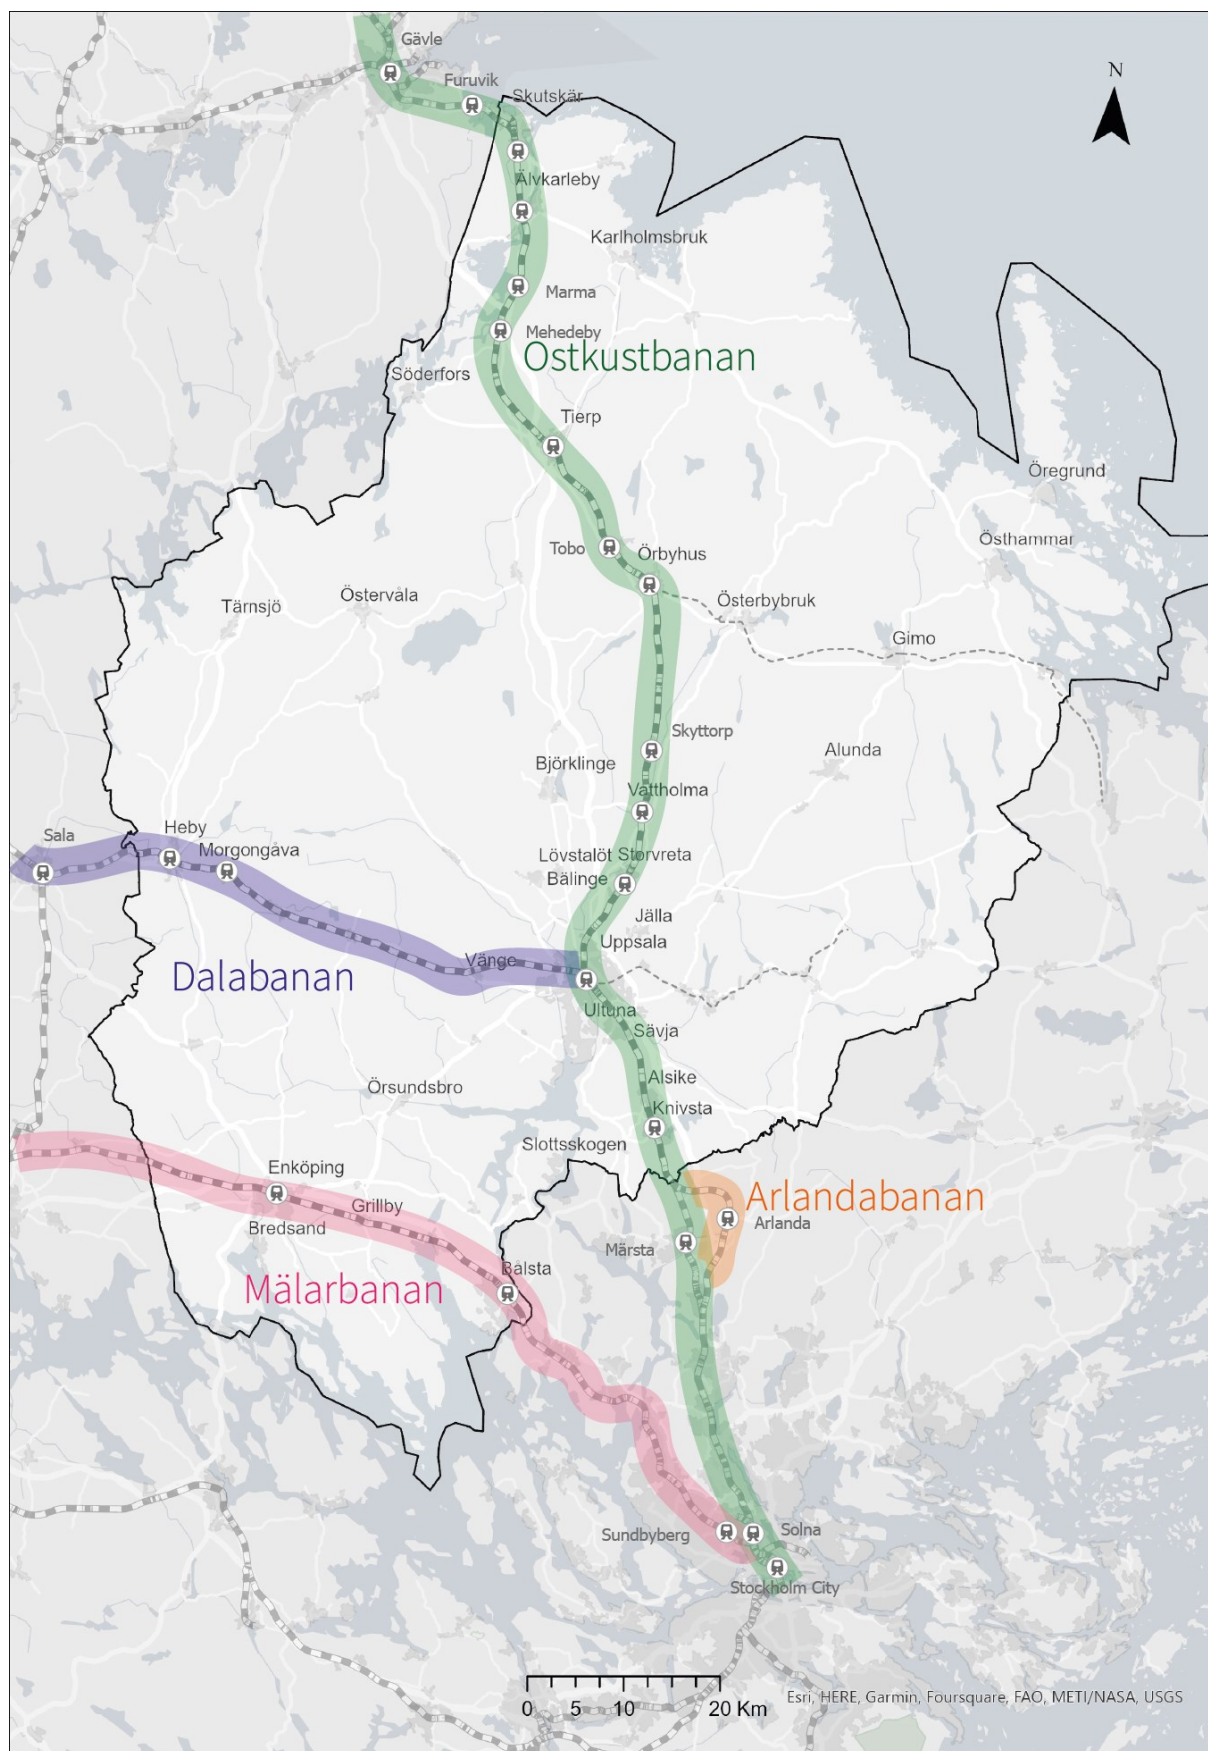 Gävle
N
Furuvik
Skutskär
Älvkarleby
Karlholmsbruk
Marma
Mehedeby
Ostkustbanan
Söderfors
Tierp
Öregrund
Östhammar
Tobo
Örbyhus
Östervåla
Österbybruk
Tärnsjö
Gimo
Skyttorp
Alunda
Björklinge
Vattholma
Heby
Sala
Morgongåva
Lövstalöt Storvreta
Bälinge
Jälla
Uppsala
Vänge
Dalabanan
Ultuna
Sävja
Alsike
Örsundsbro
Knivsta
Slottsskogen
Enköping
Arlandabanan
Grillby
Bredsand
Arlanda
Märsta
Bålsta
Mälarbanan
Solna
Sundbyberg
Stockholm City
Esri, HERE, Garmin, Foursquare, FAO, METI/NASA, USGS
0 5 10 20 Km